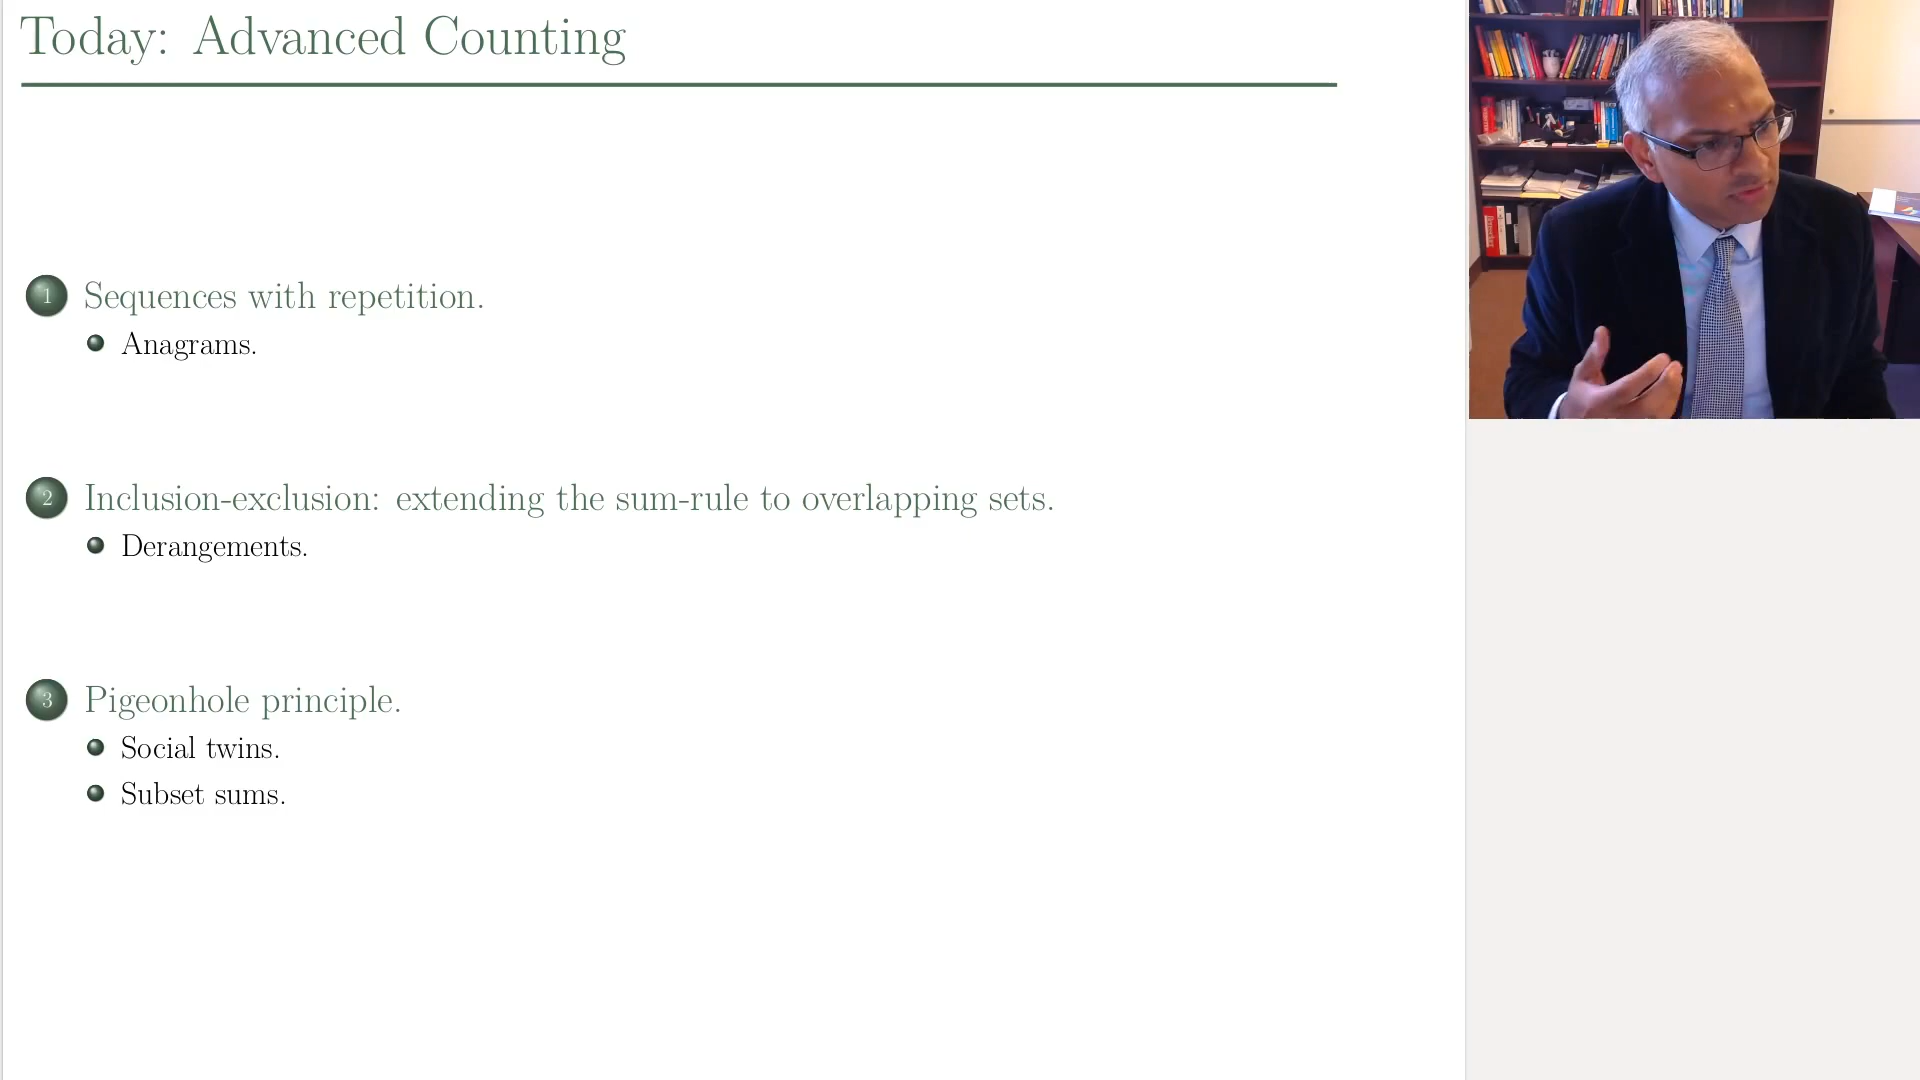 Today: Advanced Counting
1 Sequences with repetition.
Anagrams.
2 Inclusion-exclusion: extending the sum-rule to overlapping sets.
Derangements.
3 Pigeonhole principle.
Social twins.
Subset sums.